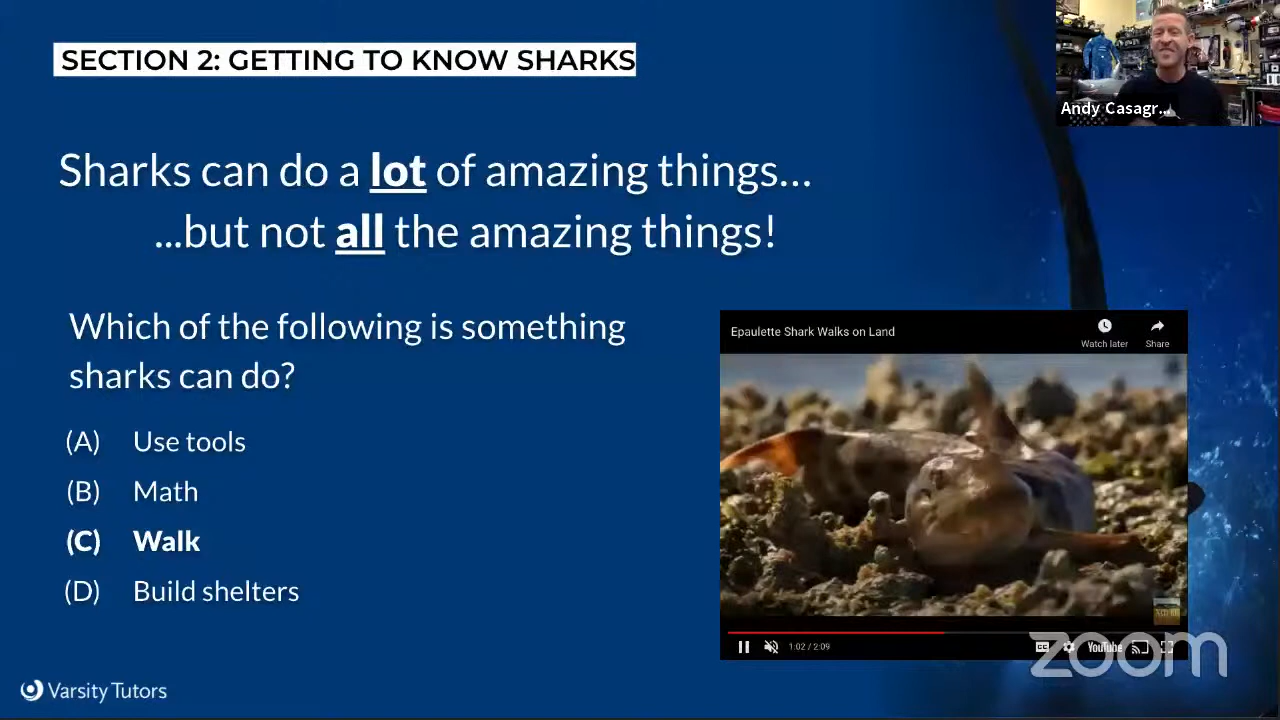 SECTION 2: GETTING TO KNOW SHARKS
Andy Casagr...
Sharks can do a lot of amazing things...
...but not all the amazing things!
Which of the following is something
sharks can do?
(A) Use tools
(B) Math
(C) Walk
(D) Build shelters
Epaulette Shark Walks on Land
Watch later
Share
1:02 / 2:09
CC
YouTube
zoom
Varsity Tutors